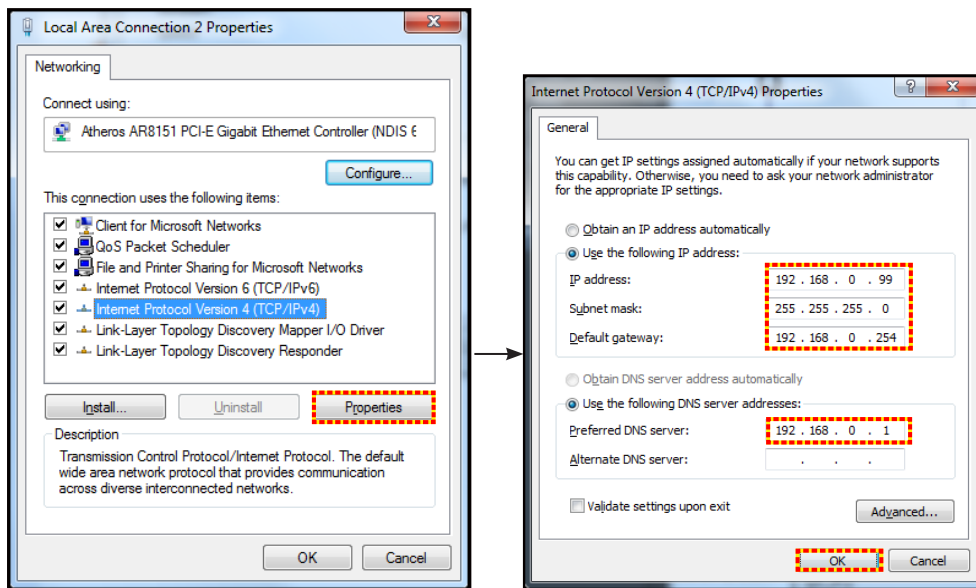 Local Area Connection 2 Properties
Networking
Connect using:
Atheros AR8151 PCI-E Gigabit Ethernet Controller (NDIS 6
Configure...
This connection uses the following items:
Client for Microsoft Networks
QoS Packet Scheduler
File and Printer Sharing for Microsoft Networks
Internet Protocol Version 6 (TCP/IPv6)
Internet Protocol Version 4 (TCP/IPv4)
Link-Layer Topology Discovery Mapper I/O Driver
Link-Layer Topology Discovery Responder
Install...
Uninstall
Properties
Description
Transmission Control Protocol/Internet Protocol. The default
wide area network protocol that provides communication
across diverse interconnected networks.
OK
Cancel
Internet Protocol Version 4 (TCP/IPv4) Properties
?
General
You can get IP settings assigned automatically if your network supports
this capability. Otherwise, you need to ask your network administrator
for the appropriate IP settings.
Obtain an IP address automatically
Use the following IP address:
IP address: 192 . 168 . 0 . 99
Subnet mask: 255 . 255 . 255 . 0
Default gateway: 192 . 168 . 0 . 254
Obtain DNS server address automatically
Use the following DNS server addresses:
Preferred DNS server: 192 . 168 . 0 . 1
Alternate DNS server: . . .
Validate settings upon exit
Advanced...
OK
Cancel